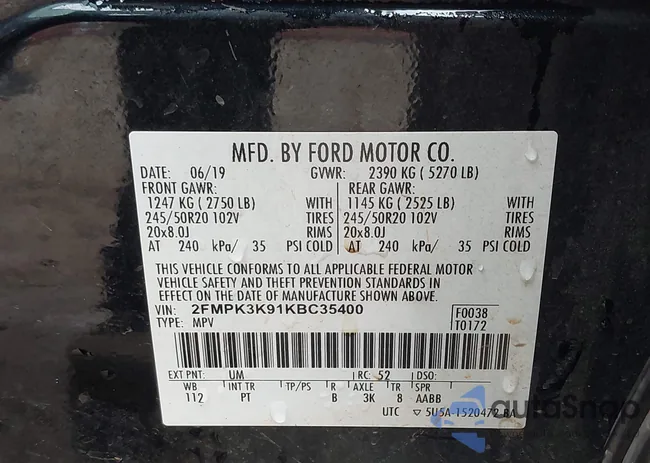 MFD. BY FORD MOTOR CO.
DATE: 06/19 GVWR: 2390 KG ( 5270 LB)
FRONT GAWR: REAR GAWR:
1247 KG ( 2750 LB) WITH 1145 KG ( 2525 LB) WITH
245/50R20 102V TIRES 245/50R20 102V TIRES
20x8.0J RIMS 20x8.0J RIMS
AT 240 kPa/ 35 PSI COLD AT 240 kPa/ 35 PSI COLD
THIS VEHICLE CONFORMS TO ALL APPLICABLE FEDERAL MOTOR
VEHICLE SAFETY AND THEFT PREVENTION STANDARDS IN
EFFECT ON THE DATE OF MANUFACTURE SHOWN ABOVE.
VIN: 2FMPK3K91KBC35400 F0038
TYPE: MPV T0172
EXT PNT: UM RC: 52 DSO:
WB INT TR TP/PS R AXLE TR SPR
112 PT B 3K 8 AABB
UTC ▽ 5U5A-1520472-BA
autoSnap